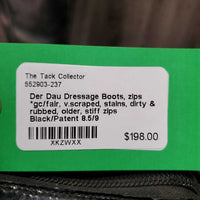 The Tack Collector
552903-237
Der Dau Dressage Boots, zips
*gc/fair, v.scraped, stains, dirty &
rubbed, older, stiff zips
Black/Patent 8.5/9
XKZWXX
$198.00